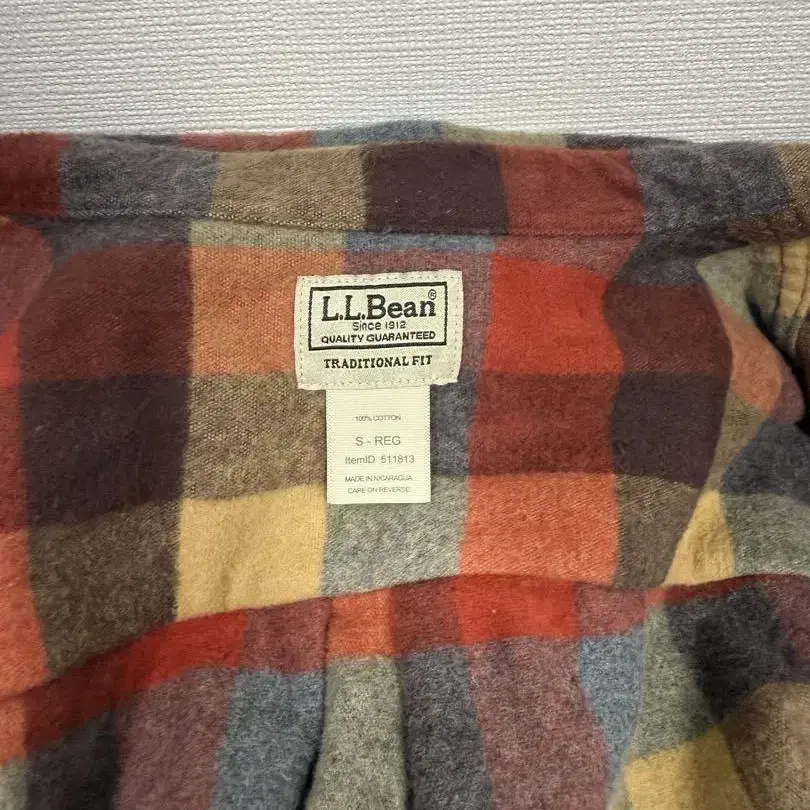 L.L.Bean®
Since 1912
QUALITY GUARANTEED
TRADITIONAL FIT
100% COTTON
S - REG
ItemID 511813
MADE IN NICARAGUA
CARE ON REVERSE